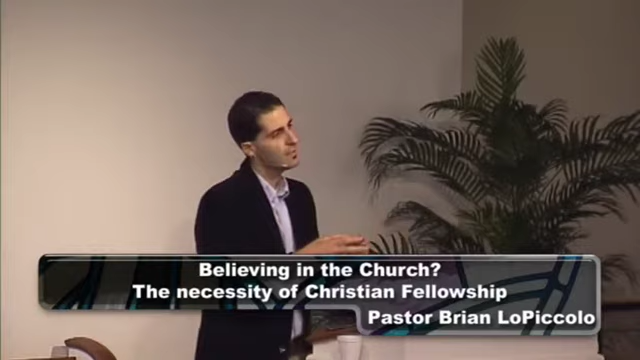 Believing in the Church?
The necessity of Christian Fellowship
Pastor Brian LoPiccolo